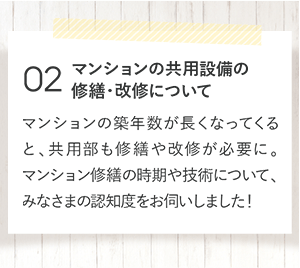 02
マンションの共用設備の
修繕・改修について
マンションの築年数が長くなってくる
と、共用部も修繕や改修が必要に。
マンション修繕の時期や技術について、
みなさまの認知度をお伺いしました!